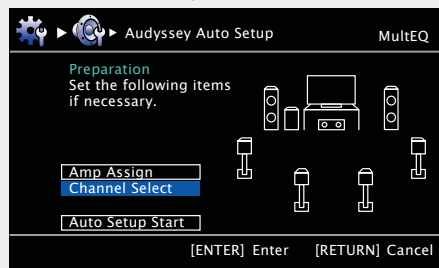 Audyssey Auto Setup
MultEQ
Preparation
Set the following items
if necessary.
Amp Assign
Channel Select
Auto Setup Start
[ENTER] Enter [RETURN] Cancel